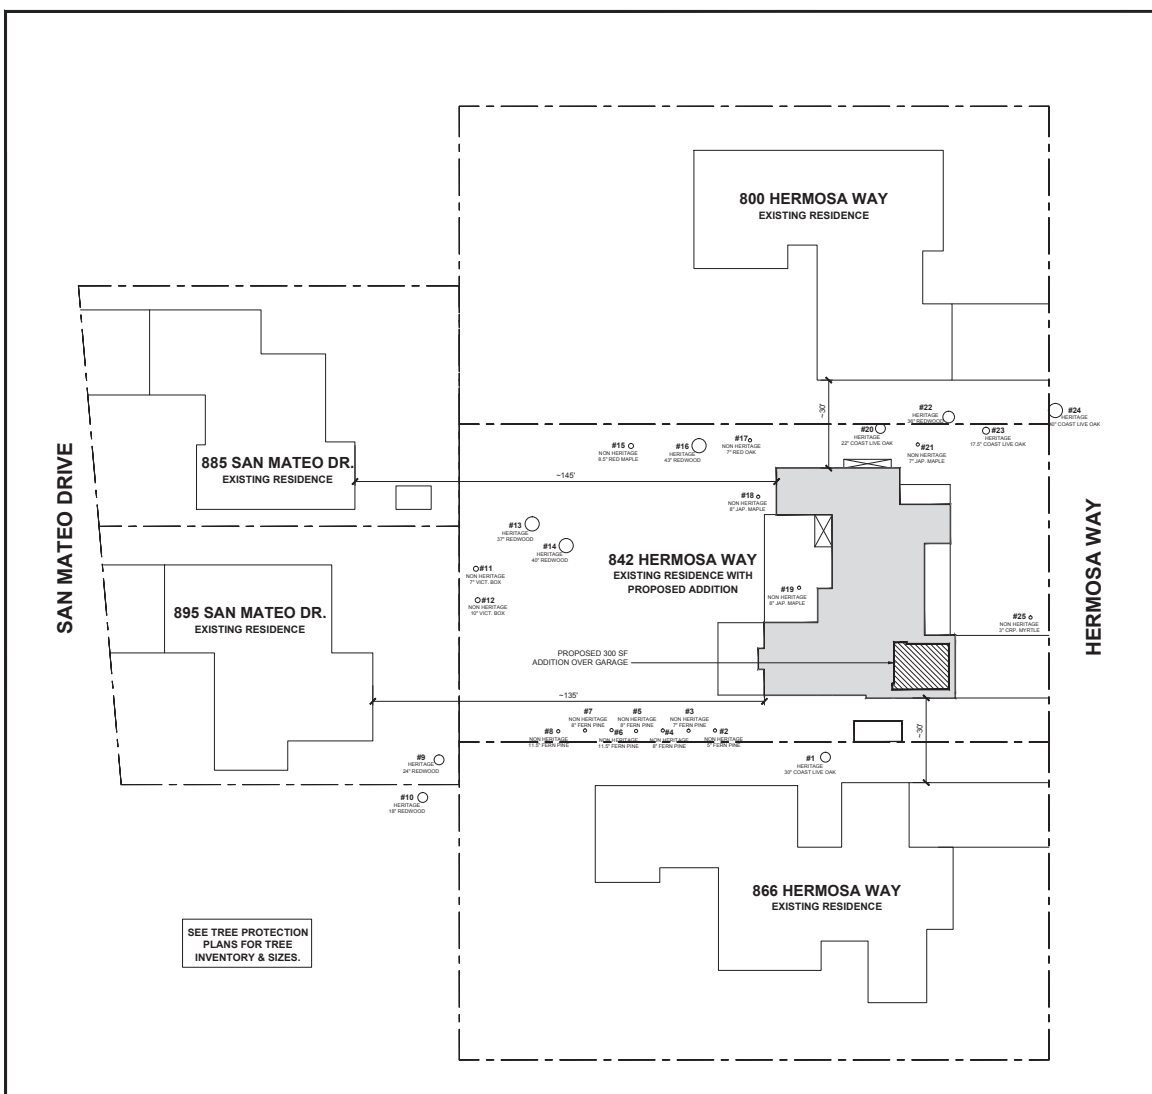 800 HERMOSA WAY
EXISTING RESIDENCE
~30'
#22
HERITAGE
36" REDWOOD
#24
HERITAGE
COAST LIVE OAK
#20
HERITAGE
22" COAST LIVE OAK
#23
HERITAGE
17.5" COAST LIVE OAK
#21
NON HERITAGE
7" JAP. MAPLE
#15
NON HERITAGE
8.5" RED MAPLE
#16
HERITAGE
43" REDWOOD
#17
NON HERITAGE
7" RED OAK
885 SAN MATEO DR.
EXISTING RESIDENCE
~145'
#18
NON HERITAGE
8" JAP. MAPLE
SAN MATEO DRIVE
HERMOSA WAY
#13
HERITAGE
37" REDWOOD
#14
HERITAGE
40" REDWOOD
842 HERMOSA WAY
EXISTING RESIDENCE WITH
PROPOSED ADDITION
#11
NON HERITAGE
7" VICT. BOX
#12
NON HERITAGE
10" VICT. BOX
#19
NON HERITAGE
8" JAP. MAPLE
895 SAN MATEO DR.
EXISTING RESIDENCE
#25
NON HERITAGE
3" CRP. MYRTLE
PROPOSED 300 SF
ADDITION OVER GARAGE
~135'
#7
NON HERITAGE
8" FERN PINE
#5
NON HERITAGE
8" FERN PINE
#3
NON HERITAGE
7" FERN PINE
#8
NON HERITAGE
11.5" FERN PINE
#6
NON HERITAGE
11.5" FERN PINE
#4
NON HERITAGE
8" FERN PINE
#2
NON HERITAGE
5" FERN PINE
~30'
#9
HERITAGE
24" REDWOOD
#1
HERITAGE
30" COAST LIVE OAK
#10
HERITAGE
18" REDWOOD
866 HERMOSA WAY
EXISTING RESIDENCE
SEE TREE PROTECTION
PLANS FOR TREE
INVENTORY & SIZES.